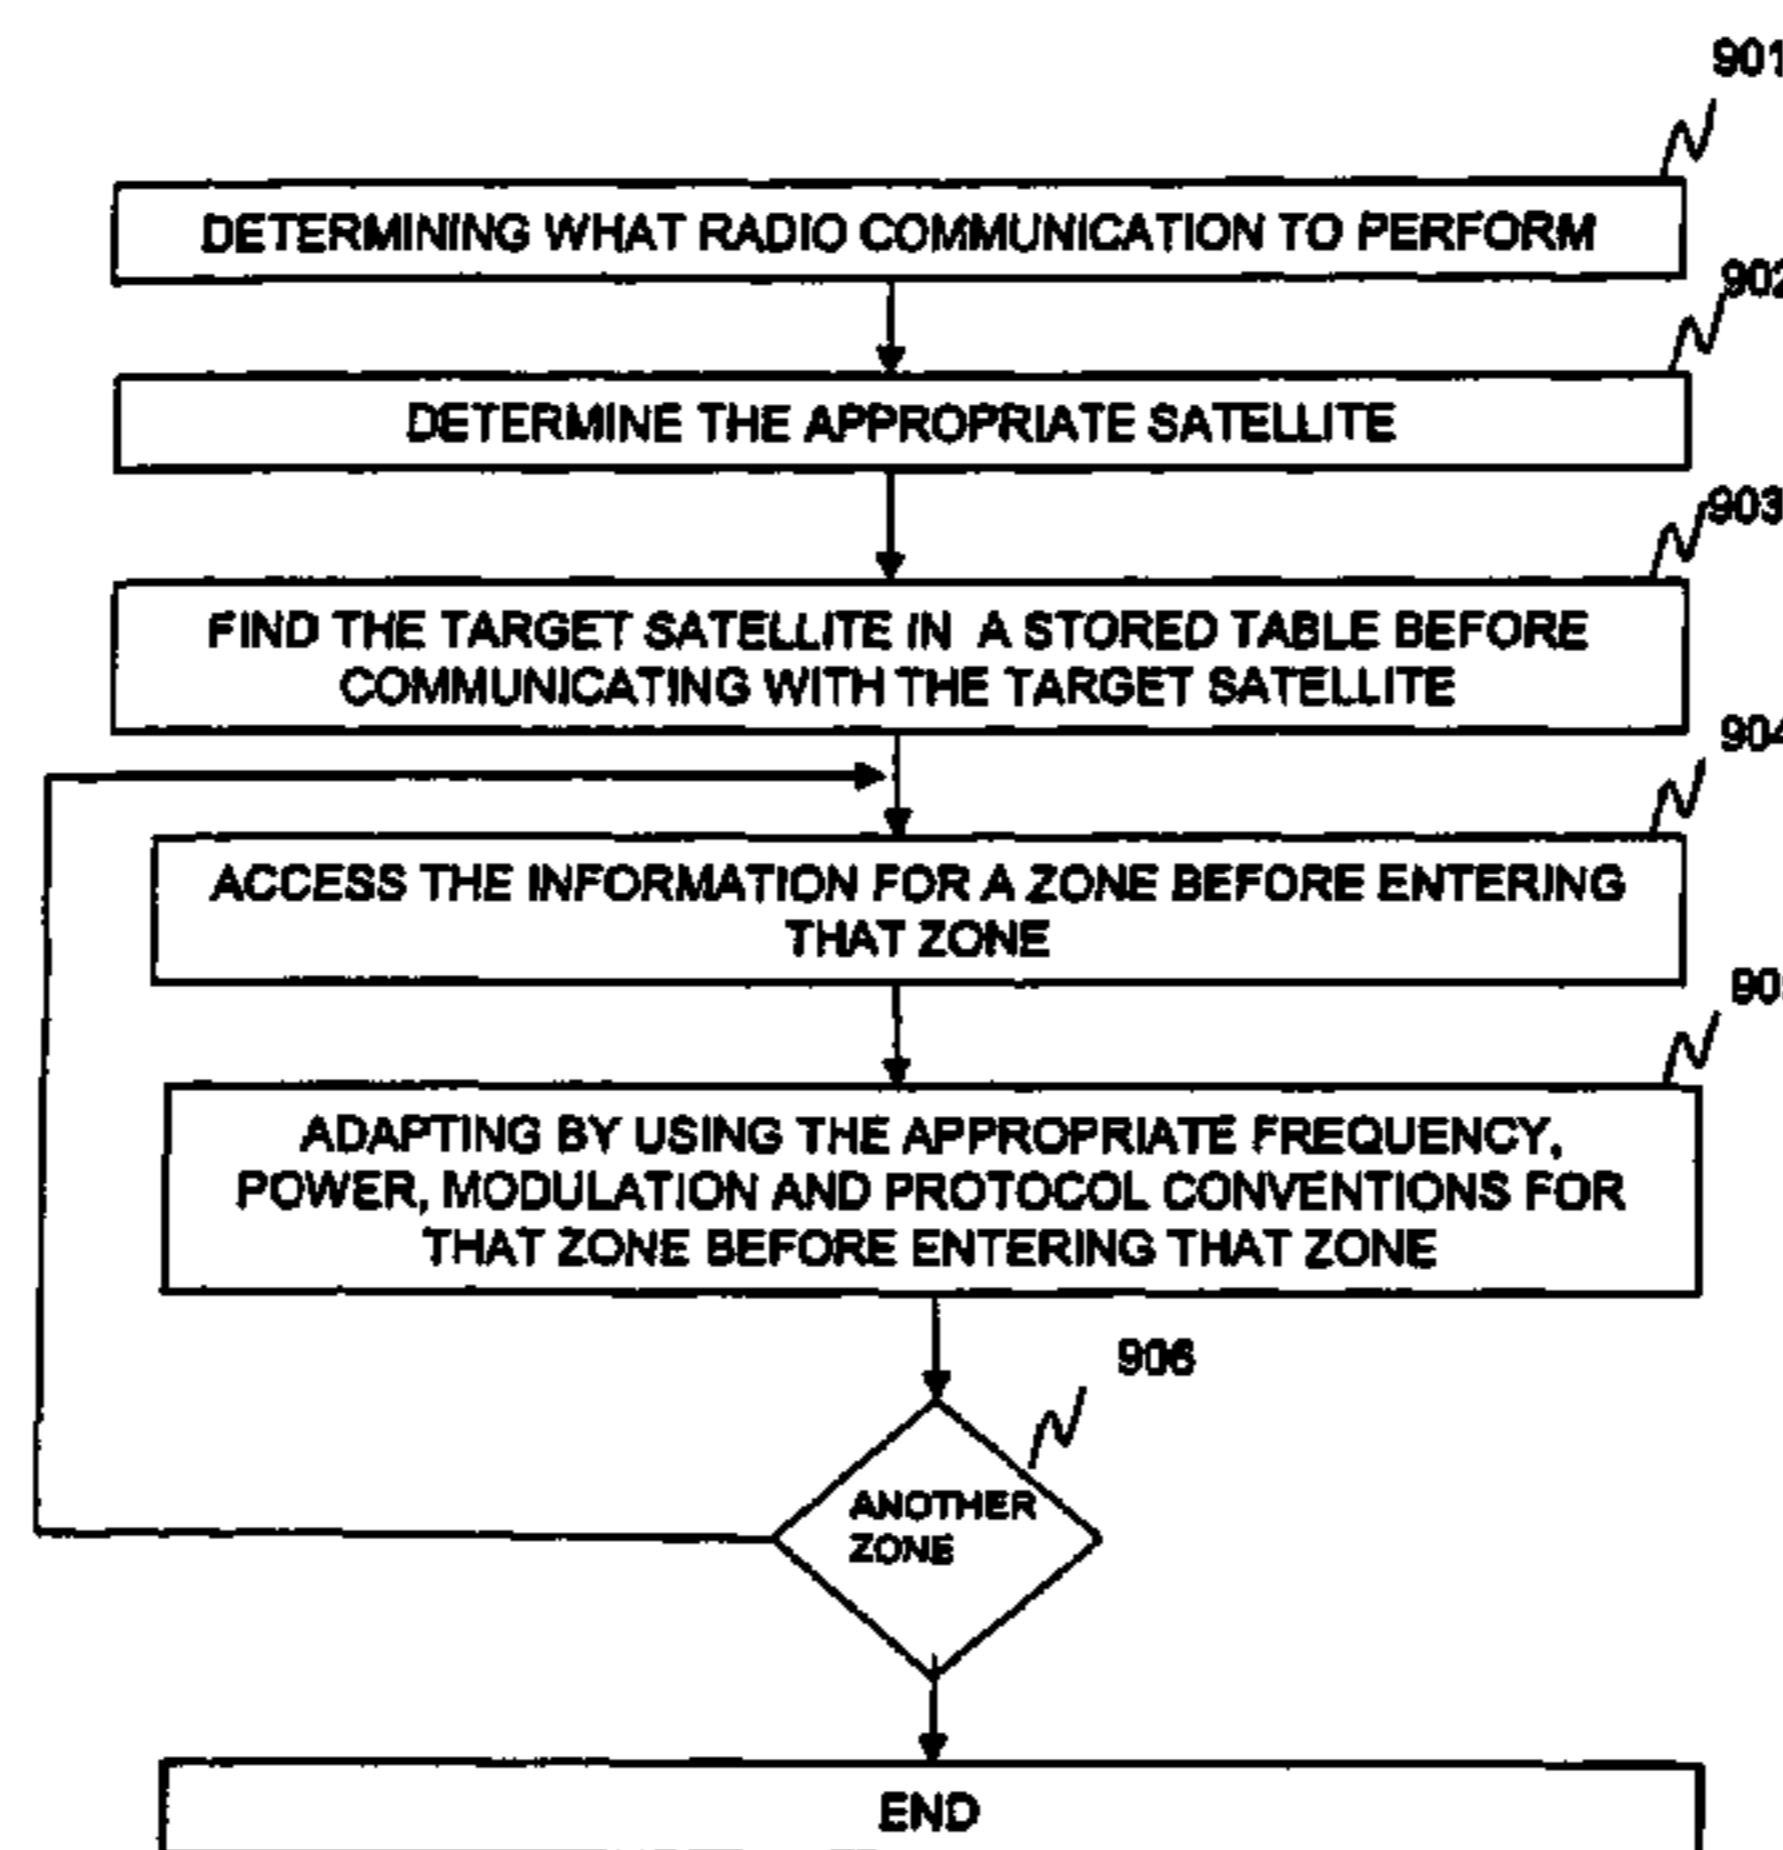 901
DETERMINING WHAT RADIO COMMUNICATION TO PERFORM
902
DETERMINE THE APPROPRIATE SATELLITE
903
FIND THE TARGET SATELLITE IN A STORED TABLE BEFORE
COMMUNICATING WITH THE TARGET SATELLITE
904
ACCESS THE INFORMATION FOR A ZONE BEFORE ENTERING
THAT ZONE
ADAPTING BY USING THE APPROPRIATE FREQUENCY,
POWER, MODULATION AND PROTOCOL CONVENTIONS FOR
THAT ZONE BEFORE ENTERING THAT ZONE
906
ANOTHER
ZONE
END